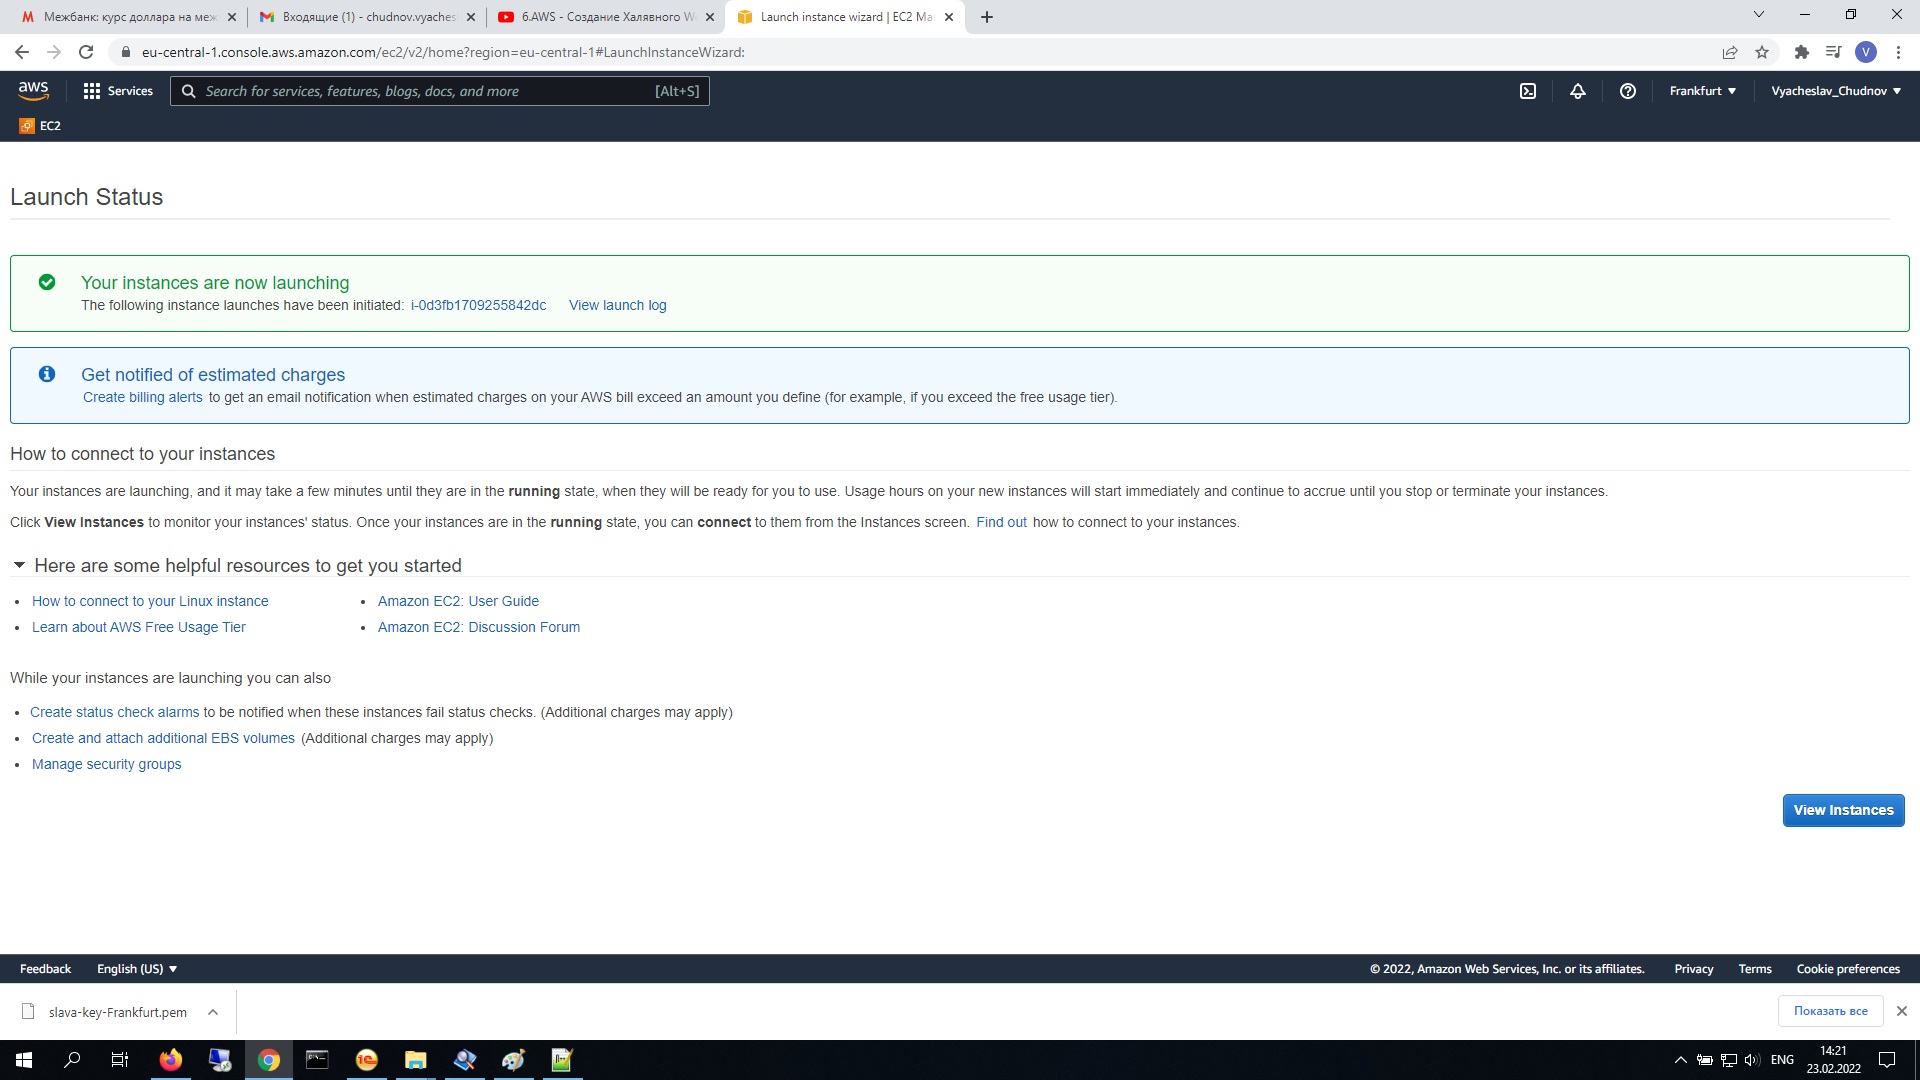 Межбанк: курс доллара на меж
Входящие (1) - chudnov.vyaches
6.AWS - Создание Халявного We
Launch instance wizard | EC2 Ma
eu-central-1.console.aws.amazon.com/ec2/v2/home?region=eu-central-1#LaunchInstanceWizard:
V
aws
Services
Search for services, features, blogs, docs, and more
[Alt+S]
Frankfurt
Vyacheslav_Chudnov
EC2
Launch Status
Your instances are now launching
The following instance launches have been initiated: i-0d3fb1709255842dc View launch log
Get notified of estimated charges
Create billing alerts to get an email notification when estimated charges on your AWS bill exceed an amount you define (for example, if you exceed the free usage tier).
How to connect to your instances
Your instances are launching, and it may take a few minutes until they are in the running state, when they will be ready for you to use. Usage hours on your new instances will start immediately and continue to accrue until you stop or terminate your instances.
Click View Instances to monitor your instances' status. Once your instances are in the running state, you can connect to them from the Instances screen. Find out how to connect to your instances.
Here are some helpful resources to get you started
How to connect to your Linux instance
Amazon EC2: User Guide
Learn about AWS Free Usage Tier
Amazon EC2: Discussion Forum
While your instances are launching you can also
Create status check alarms to be notified when these instances fail status checks. (Additional charges may apply)
Create and attach additional EBS volumes (Additional charges may apply)
Manage security groups
View Instances
Feedback
English (US)
© 2022, Amazon Web Services, Inc. or its affiliates.
Privacy
Terms
Cookie preferences
slava-key-Frankfurt.pem
Показать все
ENG
14:21
23.02.2022